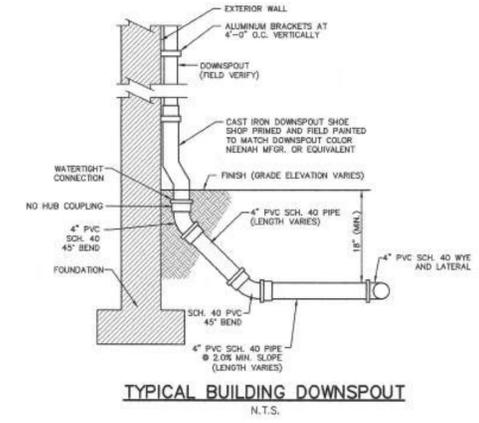 EXTERIOR WALL
ALUMINUM BRACKETS AT
4'-0" O.C. VERTICALLY
DOWNSPOUT
(FIELD VERIFY)
CAST IRON DOWNSPOUT SHOE
SHOP PRIMED AND FIELD PAINTED
TO MATCH DOWNSPOUT COLOR
NEENAH MFGR. OR EQUIVALENT
WATERTIGHT
CONNECTION
FINISH (GRADE ELEVATION VARIES)
NO HUB COUPLING
4" PVC SCH. 40 PIPE
(LENGTH VARIES)
4" PVC
SCH. 40
45° BEND
18" (MIN.)
4" PVC SCH. 40 WYE
AND LATERAL
FOUNDATION
SCH. 40 PVC
45° BEND
4" PVC SCH. 40 PIPE
@ 2.0% MIN. SLOPE
(LENGTH VARIES)
TYPICAL BUILDING DOWNSPOUT
N.T.S.